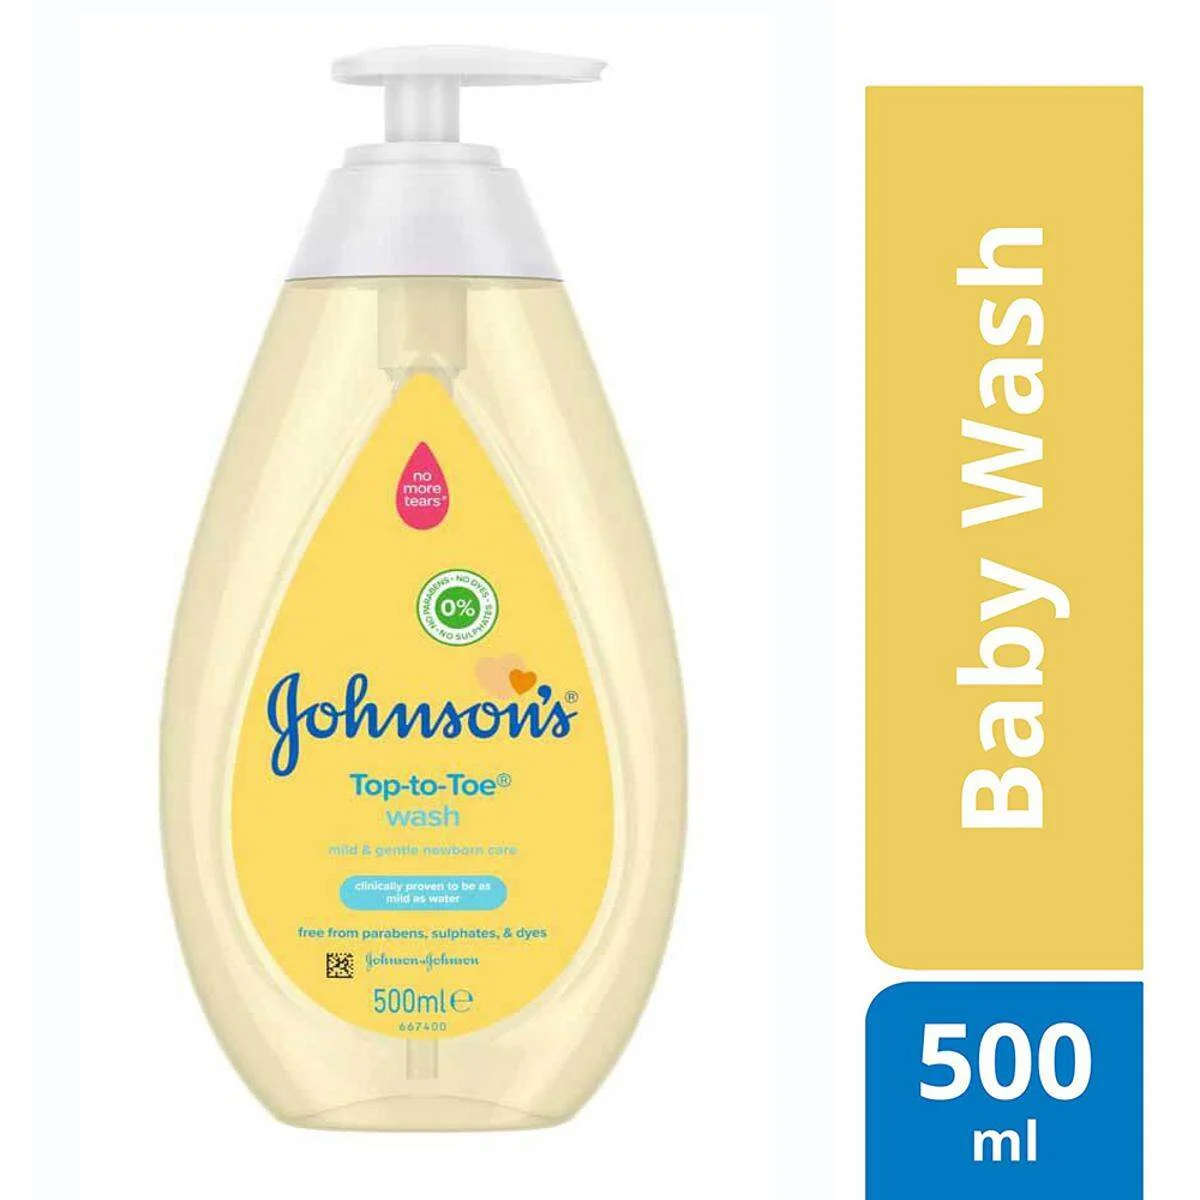 no
more
tears®
NO PARABENS • NO DYES • NO SULPHATES •
0%
Johnson's®
Top-to-Toe®
wash
mild & gentle newborn care
clinically proven to be as
mild as water
free from parabens, sulphates, & dyes
Johnson & Johnson
500ml℮
667400
Baby Wash
500
ml